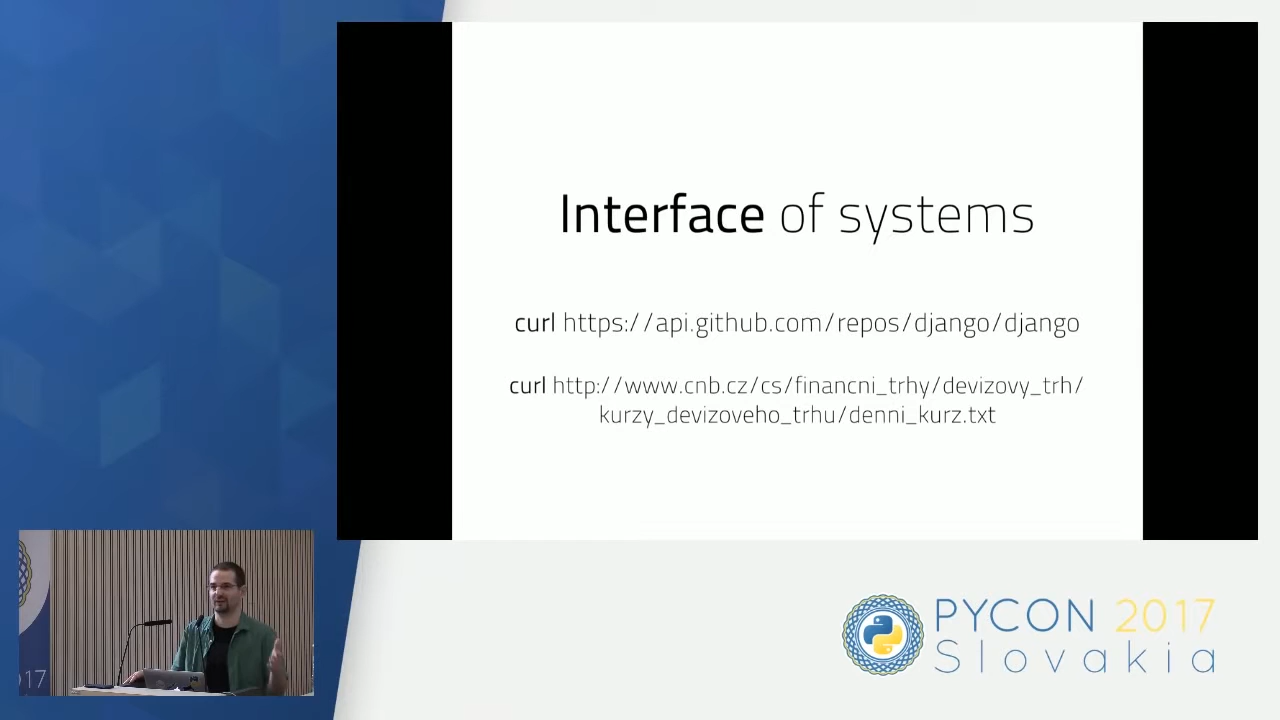 Interface of systems
curl https://api.github.com/repos/django/django
curl http://www.cnb.cz/cs/financni_trhy/devizovy_trh/
kurzy_devizoveho_trhu/denni_kurz.txt
17
PYCON 2017
Slovakia